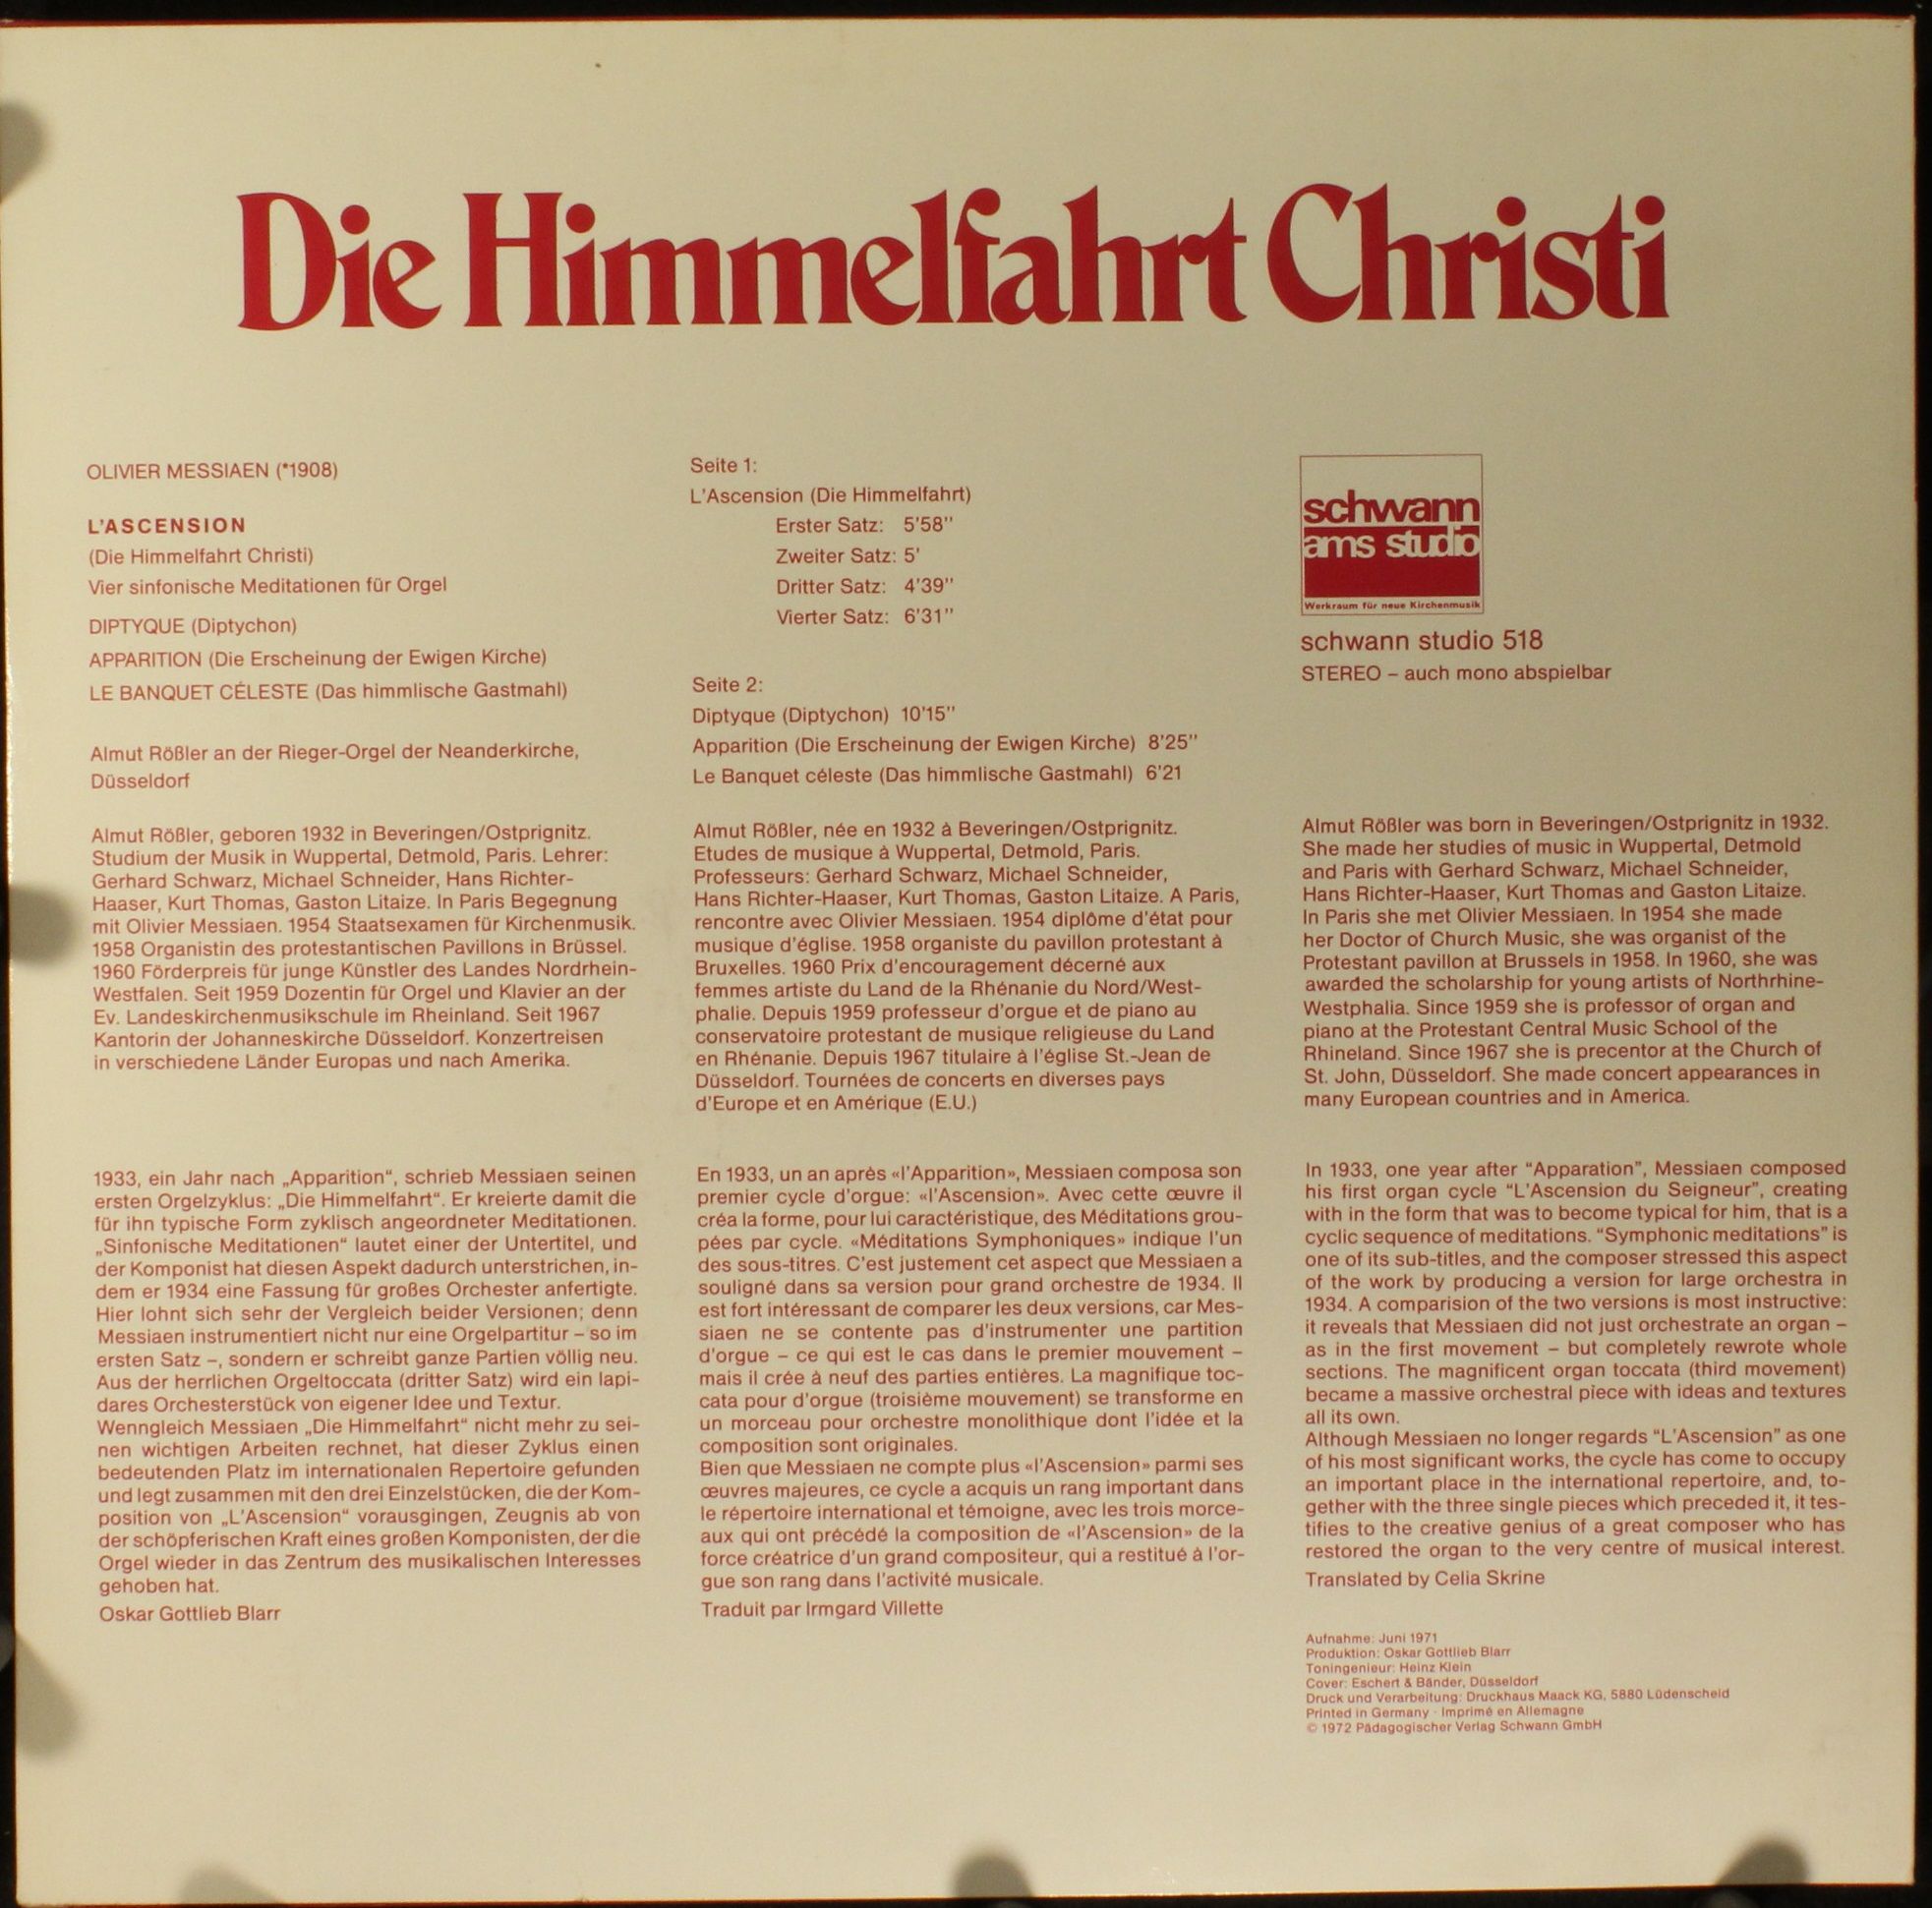 Die Himmelfahrt Christi
OLIVIER MESSIAEN (*1908)
L'ASCENSION
(Die Himmelfahrt Christi)
Vier sinfonische Meditationen für Orgel
DIPTYQUE (Diptychon)
APPARITION (Die Erscheinung der Ewigen Kirche)
LE BANQUET CÉLESTE (Das himmlische Gastmahl)
Almut Rößler an der Rieger-Orgel der Neanderkirche,
Düsseldorf
Seite 1:
L'Ascension (Die Himmelfahrt)
Erster Satz: 5'58''
Zweiter Satz: 5'
Dritter Satz: 4'39''
Vierter Satz: 6'31''
Seite 2:
Diptyque (Diptychon) 10'15''
Apparition (Die Erscheinung der Ewigen Kirche) 8'25''
Le Banquet céleste (Das himmlische Gastmahl) 6'21
schwann
ams studio
Werkraum für neue Kirchenmusik
schwann studio 518
STEREO – auch mono abspielbar
Almut Rößler, geboren 1932 in Beveringen/Ostprignitz.
Studium der Musik in Wuppertal, Detmold, Paris. Lehrer:
Gerhard Schwarz, Michael Schneider, Hans Richter-
Haaser, Kurt Thomas, Gaston Litaize. In Paris Begegnung
mit Olivier Messiaen. 1954 Staatsexamen für Kirchenmusik.
1958 Organistin des protestantischen Pavillons in Brüssel.
1960 Förderpreis für junge Künstler des Landes Nordrhein-
Westfalen. Seit 1959 Dozentin für Orgel und Klavier an der
Ev. Landeskirchenmusikschule im Rheinland. Seit 1967
Kantorin der Johanneskirche Düsseldorf. Konzertreisen
in verschiedene Länder Europas und nach Amerika.
Almut Rößler, née en 1932 à Beveringen/Ostprignitz.
Etudes de musique à Wuppertal, Detmold, Paris.
Professeurs: Gerhard Schwarz, Michael Schneider,
Hans Richter-Haaser, Kurt Thomas, Gaston Litaize. A Paris,
rencontre avec Olivier Messiaen. 1954 diplôme d'état pour
musique d'église. 1958 organiste du pavillon protestant à
Bruxelles. 1960 Prix d'encouragement décerné aux
femmes artiste du Land de la Rhénanie du Nord/West-
phalie. Depuis 1959 professeur d'orgue et de piano au
conservatoire protestant de musique religieuse du Land
en Rhénanie. Depuis 1967 titulaire à l'église St.-Jean de
Düsseldorf. Tournées de concerts en diverses pays
d'Europe et en Amérique (E.U.)
Almut Rößler was born in Beveringen/Ostprignitz in 1932.
She made her studies of music in Wuppertal, Detmold
and Paris with Gerhard Schwarz, Michael Schneider,
Hans Richter-Haaser, Kurt Thomas and Gaston Litaize.
In Paris she met Olivier Messiaen. In 1954 she made
her Doctor of Church Music, she was organist of the
Protestant pavillon at Brussels in 1958. In 1960, she was
awarded the scholarship for young artists of Northrhine-
Westphalia. Since 1959 she is professor of organ and
piano at the Protestant Central Music School of the
Rhineland. Since 1967 she is precentor at the Church of
St. John, Düsseldorf. She made concert appearances in
many European countries and in America.
1933, ein Jahr nach „Apparition“, schrieb Messiaen seinen
ersten Orgelzyklus: „Die Himmelfahrt“. Er kreierte damit die
für ihn typische Form zyklisch angeordneter Meditationen.
„Sinfonische Meditationen“ lautet einer der Untertitel, und
der Komponist hat diesen Aspekt dadurch unterstrichen, in-
dem er 1934 eine Fassung für großes Orchester anfertigte.
Hier lohnt sich sehr der Vergleich beider Versionen; denn
Messiaen instrumentiert nicht nur eine Orgelpartitur – so im
ersten Satz –, sondern er schreibt ganze Partien völlig neu.
Aus der herrlichen Orgeltoccata (dritter Satz) wird ein lapi-
dares Orchesterstück von eigener Idee und Textur.
Wenngleich Messiaen „Die Himmelfahrt“ nicht mehr zu sei-
nen wichtigen Arbeiten rechnet, hat dieser Zyklus einen
bedeutenden Platz im internationalen Repertoire gefunden
und legt zusammen mit den drei Einzelstücken, die der Kom-
position von „L'Ascension“ vorausgingen, Zeugnis ab von
der schöpferischen Kraft eines großen Komponisten, der die
Orgel wieder in das Zentrum des musikalischen Interesses
gehoben hat.
Oskar Gottlieb Blarr
En 1933, un an après «l'Apparition», Messiaen composa son
premier cycle d'orgue: «l'Ascension». Avec cette œuvre il
créa la forme, pour lui caractéristique, des Méditations grou-
pées par cycle. «Méditations Symphoniques» indique l'un
des sous-titres. C'est justement cet aspect que Messiaen a
souligné dans sa version pour grand orchestre de 1934. Il
est fort intéressant de comparer les deux versions, car Mes-
siaen ne se contente pas d'instrumenter une partition
d'orgue – ce qui est le cas dans le premier mouvement –
mais il crée à neuf des parties entières. La magnifique toc-
cata pour d'orgue (troisième mouvement) se transforme en
un morceau pour orchestre monolithique dont l'idée et la
composition sont originales.
Bien que Messiaen ne compte plus «l'Ascension» parmi ses
œuvres majeures, ce cycle a acquis un rang important dans
le répertoire international et témoigne, avec les trois morce-
aux qui ont précédé la composition de «l'Ascension» de la
force créatrice d'un grand compositeur, qui a restitué à l'or-
gue son rang dans l'activité musicale.
Traduit par Irmgard Villette
In 1933, one year after “Apparation”, Messiaen composed
his first organ cycle “L'Ascension du Seigneur”, creating
with in the form that was to become typical for him, that is a
cyclic sequence of meditations. “Symphonic meditations” is
one of its sub-titles, and the composer stressed this aspect
of the work by producing a version for large orchestra in
1934. A comparision of the two versions is most instructive:
it reveals that Messiaen did not just orchestrate an organ –
as in the first movement – but completely rewrote whole
sections. The magnificent organ toccata (third movement)
became a massive orchestral piece with ideas and textures
all its own.
Although Messiaen no longer regards “L'Ascension” as one
of his most significant works, the cycle has come to occupy
an important place in the international repertoire, and, to-
gether with the three single pieces which preceded it, it tes-
tifies to the creative genius of a great composer who has
restored the organ to the very centre of musical interest.
Translated by Celia Skrine
Aufnahme: Juni 1971
Produktion: Oskar Gottlieb Blarr
Toningenieur: Heinz Klein
Cover: Eschert & Bänder, Düsseldorf
Druck und Verarbeitung: Druckhaus Maack KG, 5880 Lüdenscheid
Printed in Germany · Imprimé en Allemagne
© 1972 Pädagogischer Verlag Schwann GmbH